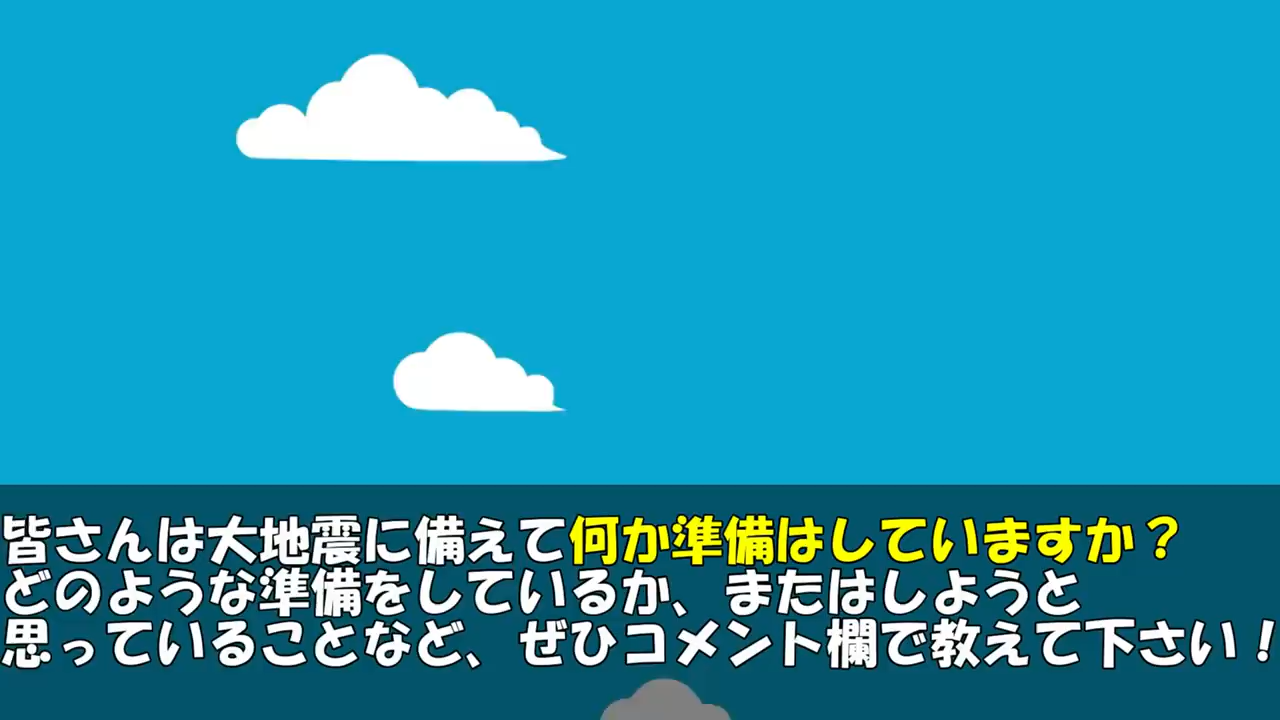 皆さんは大地震に備えて何か準備はしていますか？
どのような準備をしているか、またはしようと
思っていることなど、ぜひコメント欄で教えて下さい！